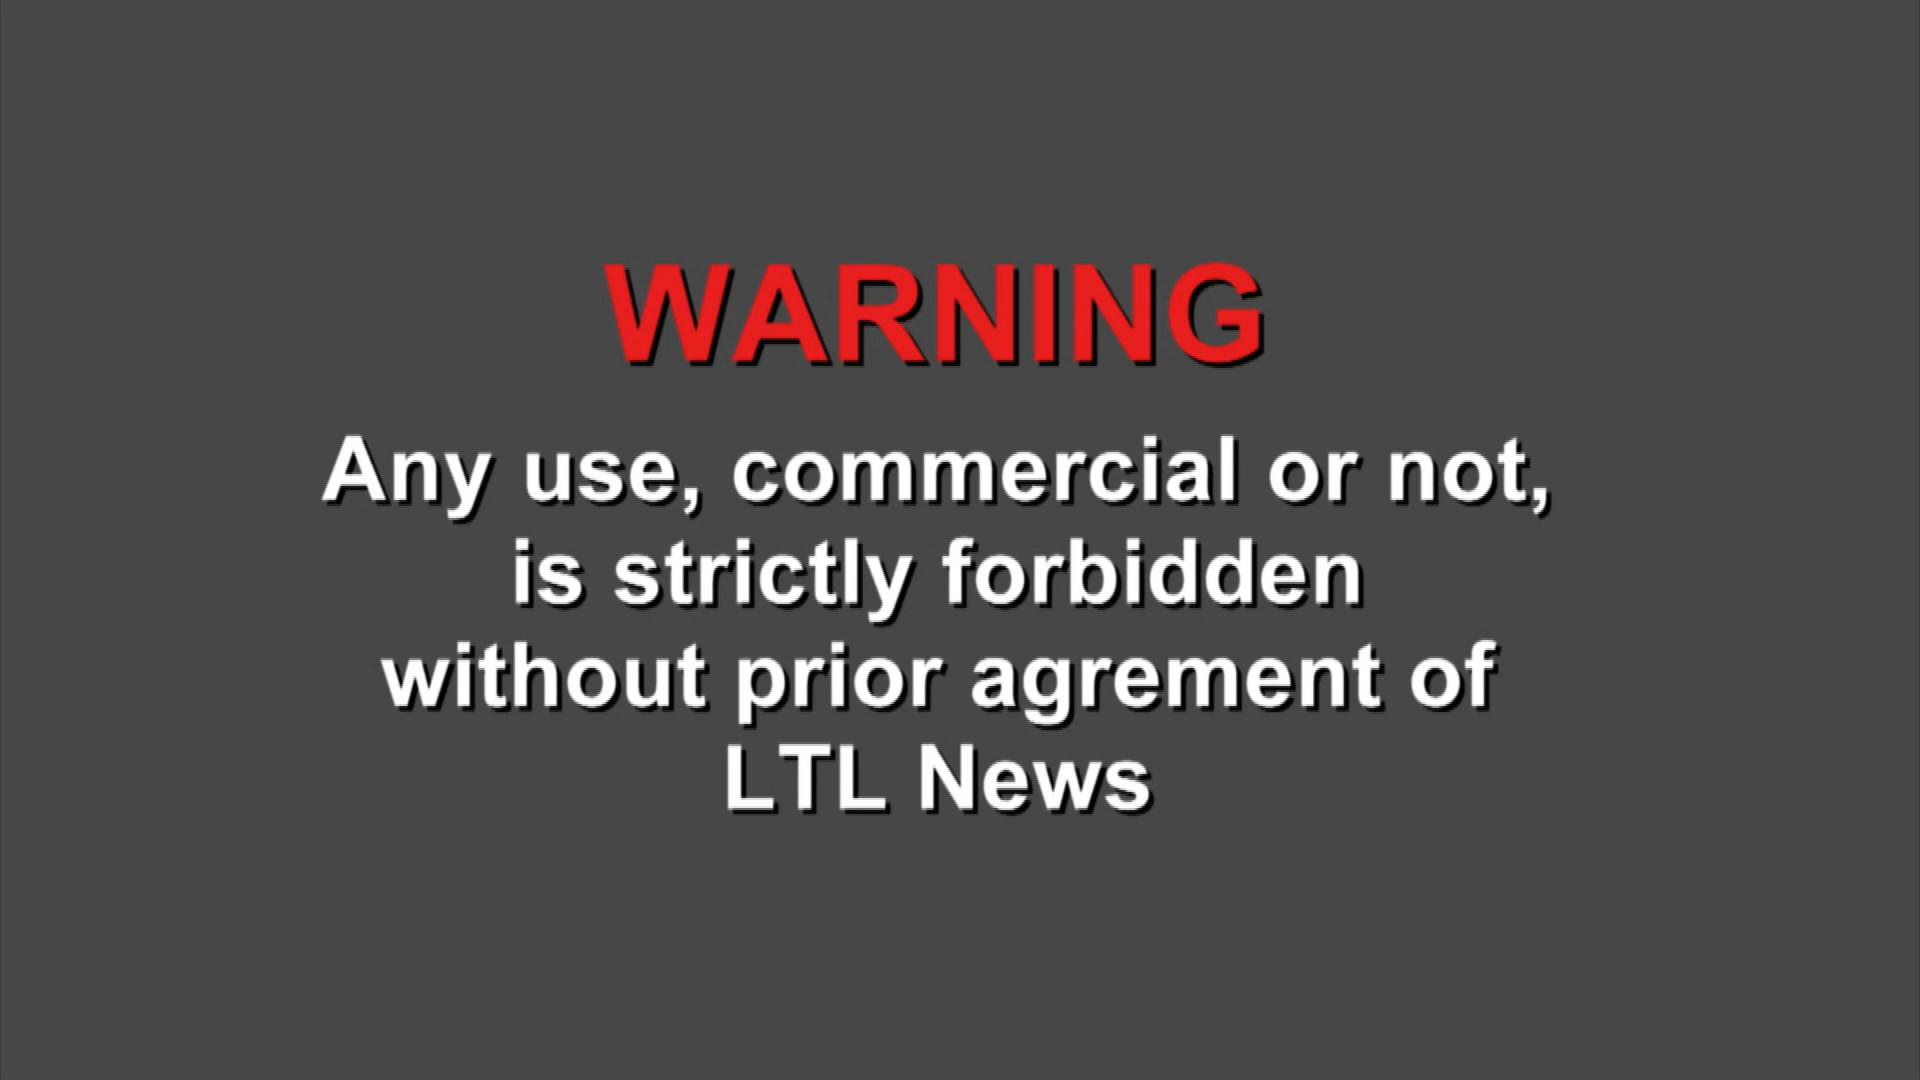 WARNING
Any use, commercial or not,
is strictly forbidden
without prior agrement of
LTL News